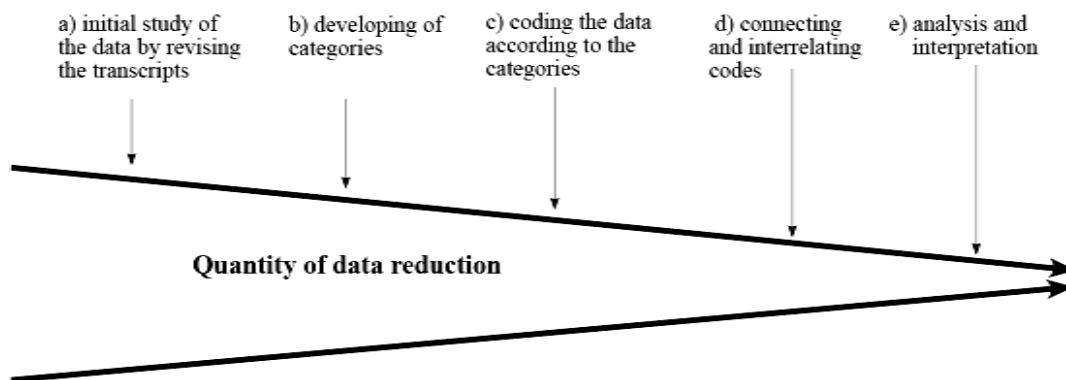 a) initial study of
the data by revising
the transcripts
b) developing of
categories
c) coding the data
according to the
categories
d) connecting
and interrelating
codes
e) analysis and
interpretation
Quantity of data reduction